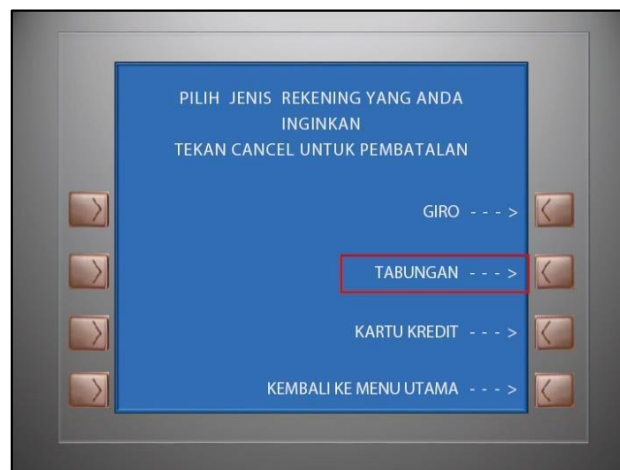 PILIH JENIS REKENING YANG ANDA
INGINKAN
TEKAN CANCEL UNTUK PEMBATALAN
GIRO - - - >
TABUNGAN - - - >
KARTU KREDIT - - - >
KEMBALI KE MENU UTAMA - - - >